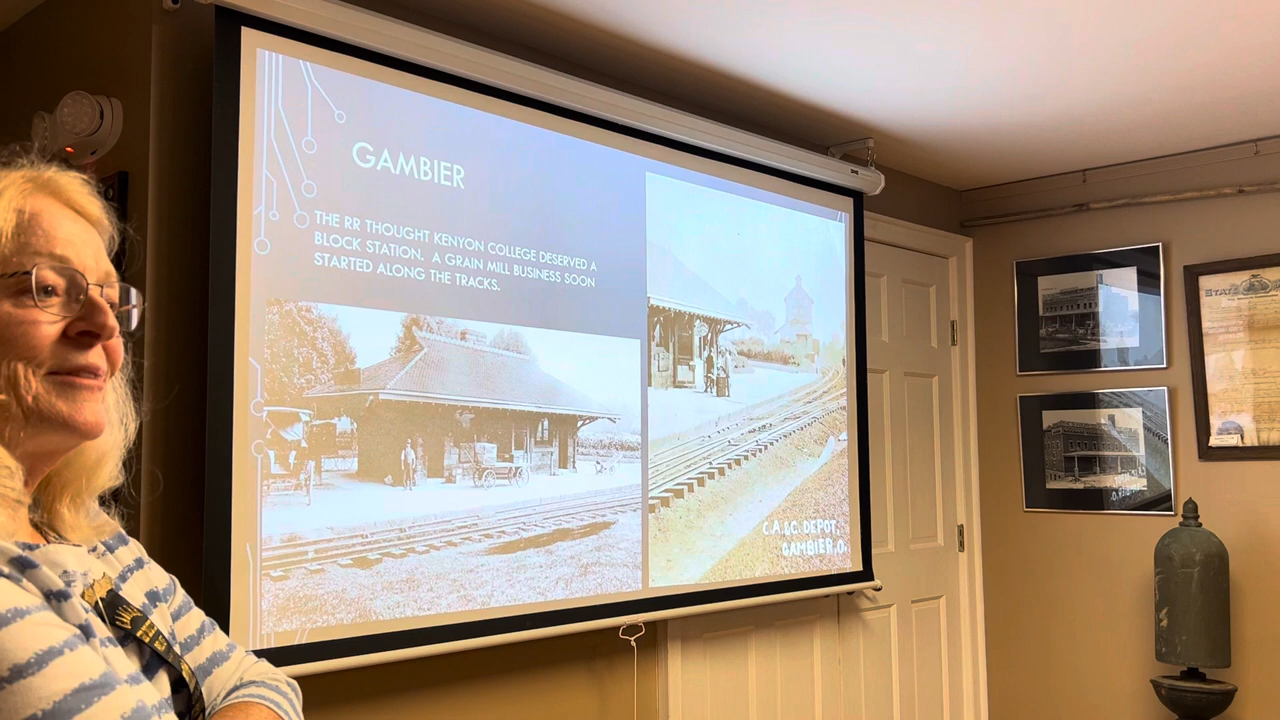 GAMBIER
THE RR THOUGHT KENYON COLLEGE DESERVED A
BLOCK STATION. A GRAIN MILL BUSINESS SOON
STARTED ALONG THE TRACKS.
C.A.&C. DEPOT,
GAMBIER, O.
STATE